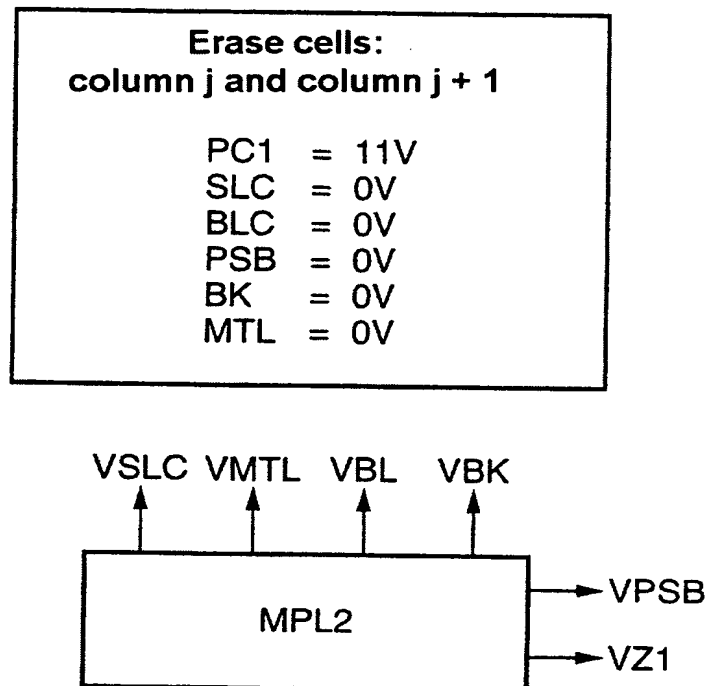 Erase cells:
column j and column j + 1
PC1 = 11V
SLC = 0V
BLC = 0V
PSB = 0V
BK = 0V
MTL = 0V
VSLC VMTL VBL VBK
MPL2
VPSB
VZ1